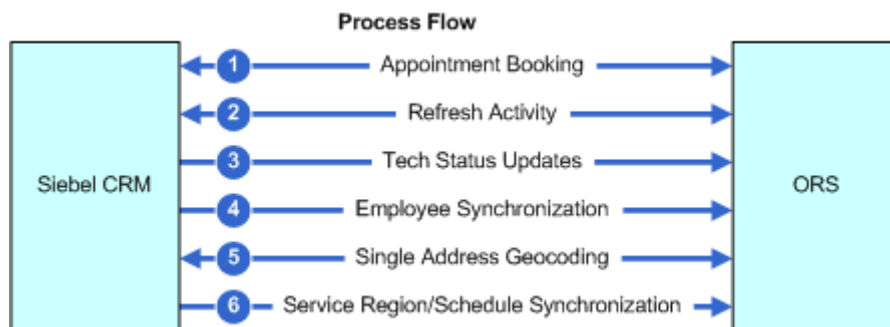 Process Flow
1 Appointment Booking
2 Refresh Activity
3 Tech Status Updates
Siebel CRM
ORS
4 Employee Synchronization
5 Single Address Geocoding
6 Service Region/Schedule Synchronization